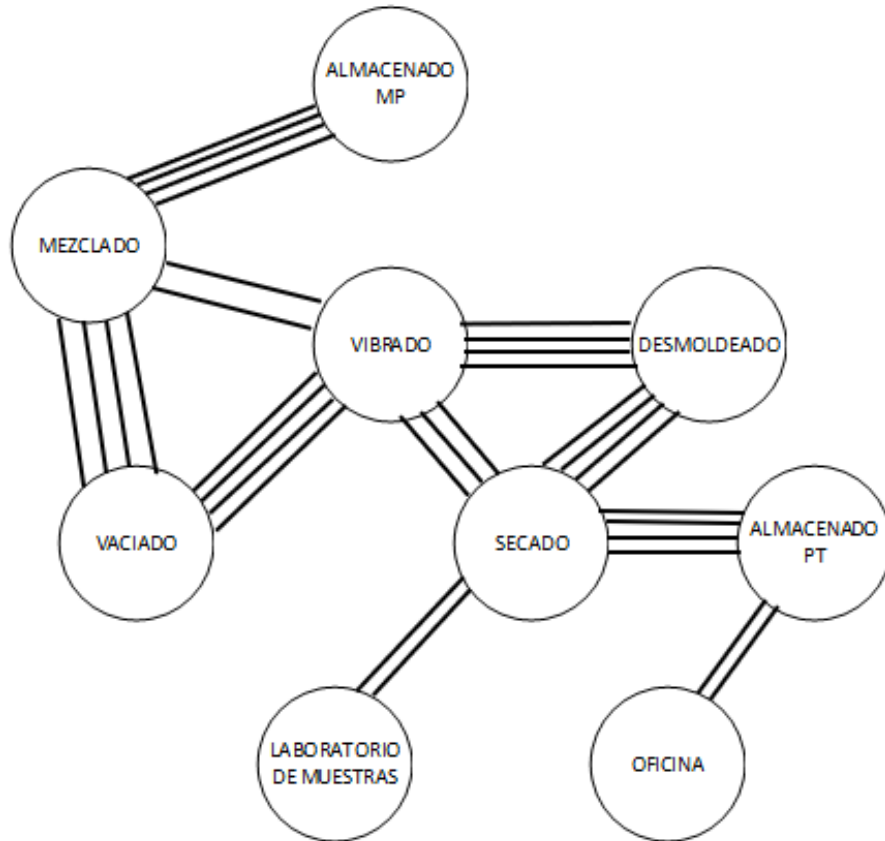 ALMACENADO
MP
MEZCLADO
VIBRADO
DESMOLDEADO
VACIADO
SECADO
ALMACENADO
PT
LABORATORIO
DE MUESTRAS
OFICINA